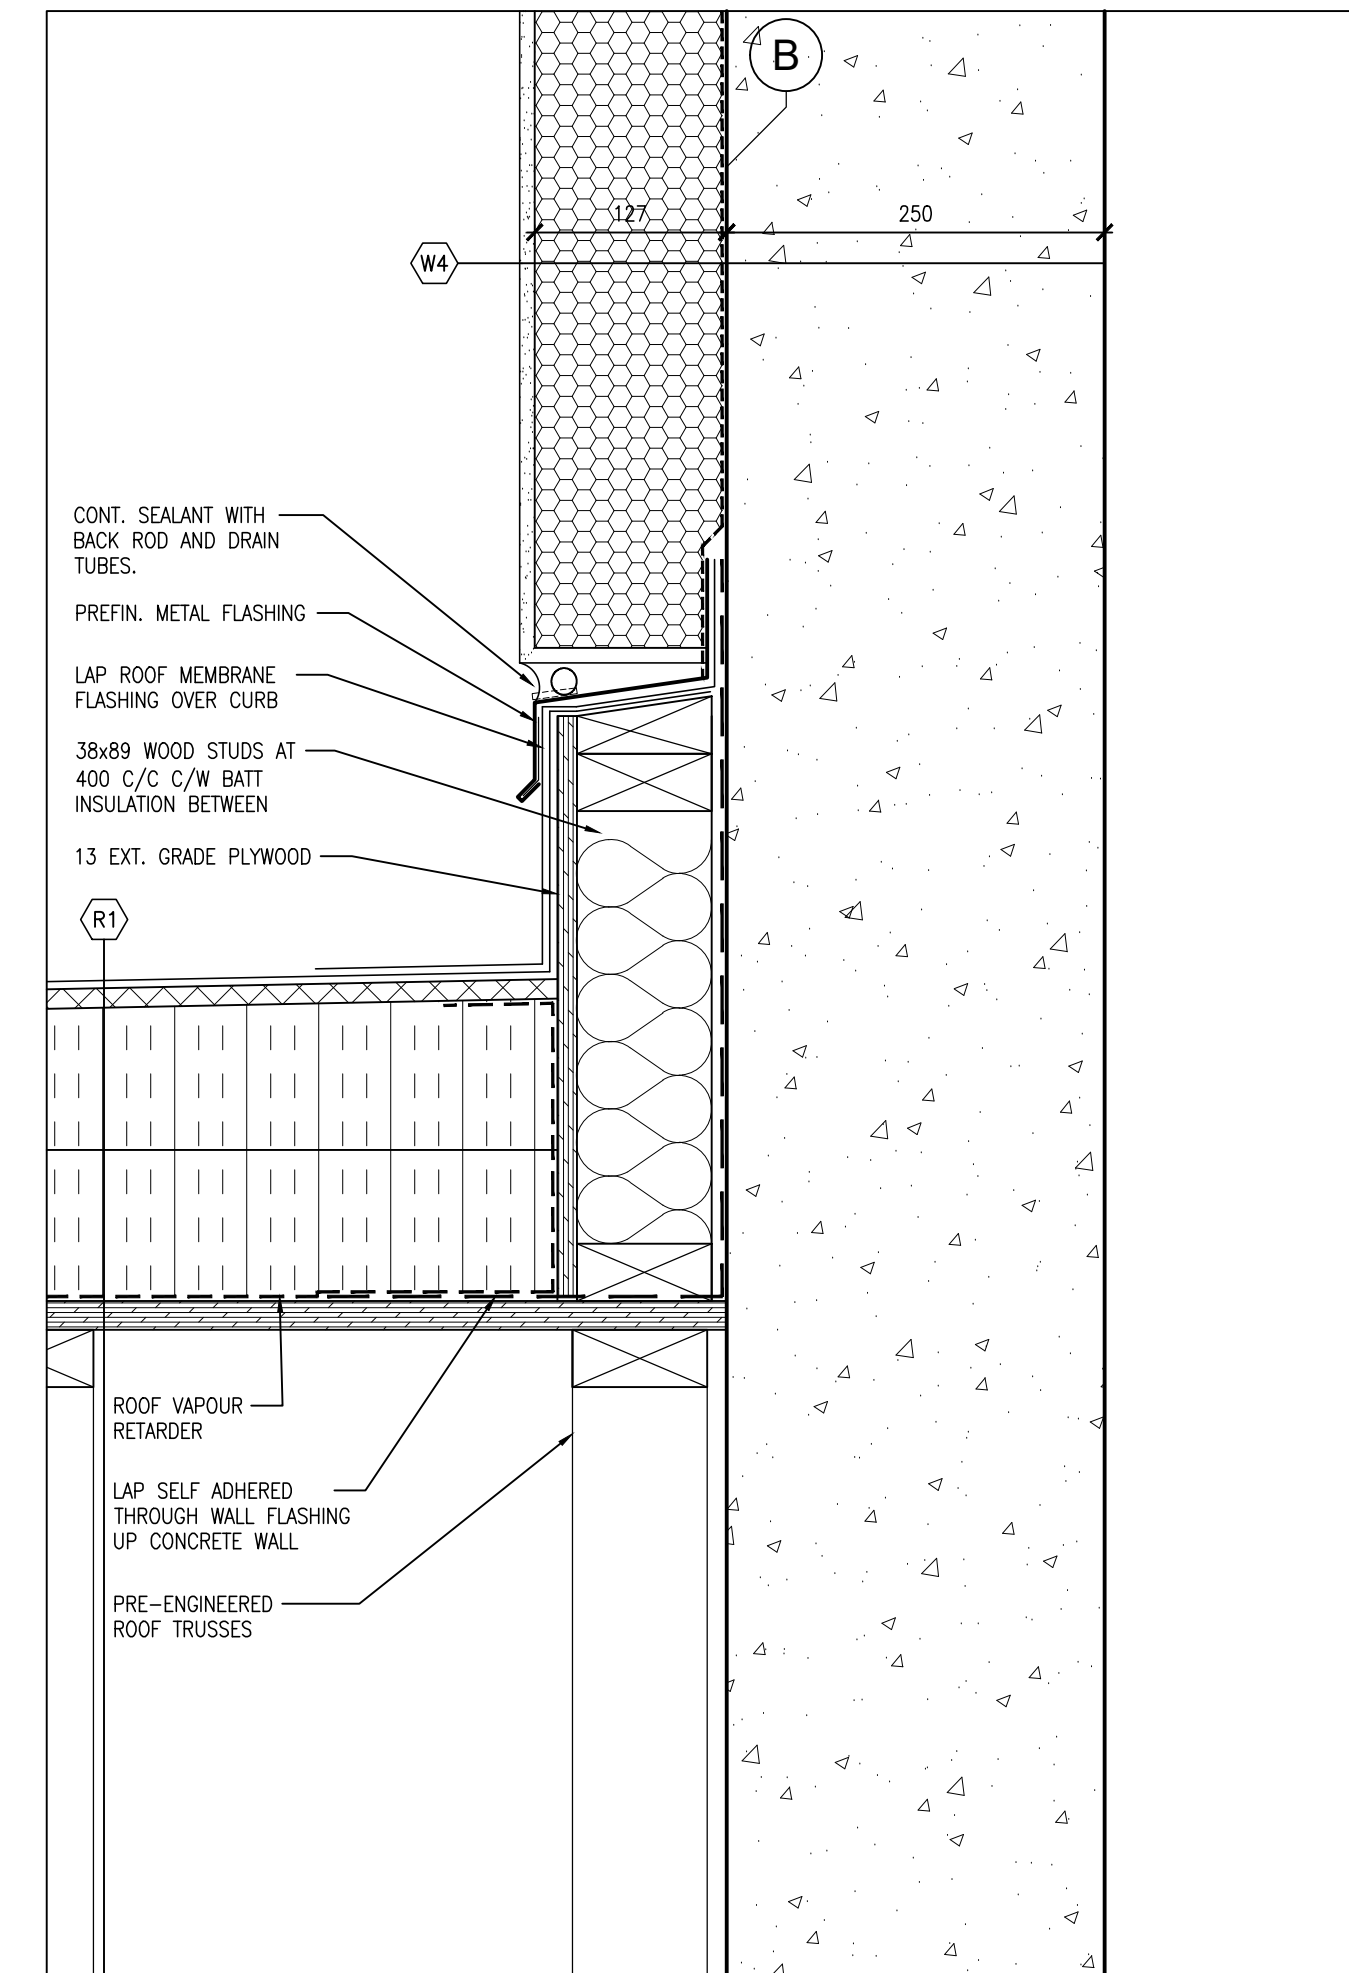 B
127
250
W4
CONT. SEALANT WITH
BACK ROD AND DRAIN
TUBES.
PREFIN. METAL FLASHING
LAP ROOF MEMBRANE
FLASHING OVER CURB
38x89 WOOD STUDS AT
400 C/C C/W BATT
INSULATION BETWEEN
13 EXT. GRADE PLYWOOD
R1
ROOF VAPOUR
RETARDER
LAP SELF ADHERED
THROUGH WALL FLASHING
UP CONCRETE WALL
PRE-ENGINEERED
ROOF TRUSSES